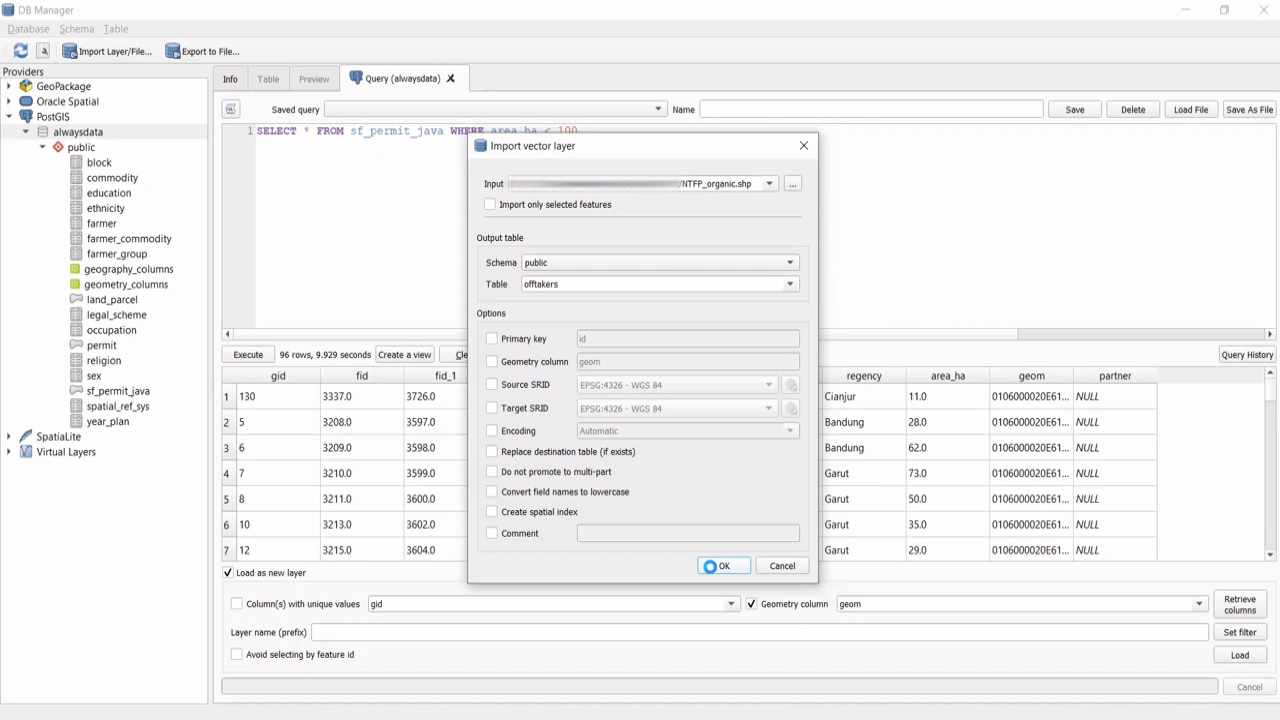 DB Manager
Database Schema Table
Import Layer/File... Export to File...
Providers
GeoPackage
Oracle Spatial
PostGIS
alwaysdata
public
block
commodity
education
ethnicity
farmer
farmer_commodity
farmer_group
geography_columns
geometry_columns
land_parcel
legal_scheme
occupation
permit
religion
sex
sf_permit_java
spatial_ref_sys
year_plan
SpatiaLite
Virtual Layers
Info Table Preview Query (alwaysdata)
Saved query Name Save Delete Load File Save As File
1 SELECT * FROM sf_permit_java WHERE area_ha < 100
Import vector layer
Input /NTFP_organic.shp ...
Import only selected features
Output table
Schema public
Table offtakers
Options
Primary key id
Geometry column geom
Source SRID EPSG:4326 - WGS 84
Target SRID EPSG:4326 - WGS 84
Encoding Automatic
Replace destination table (if exists)
Do not promote to multi-part
Convert field names to lowercase
Create spatial index
Comment
OK Cancel
Execute 96 rows, 9.929 seconds Create a view Cle Query History
gid fid fid_1 regency area_ha geom partner
1 130 3337.0 3726.0 Cianjur 11.0 0106000020E61... NULL
2 5 3208.0 3597.0 Bandung 28.0 0106000020E61... NULL
3 6 3209.0 3598.0 Bandung 62.0 0106000020E61... NULL
4 7 3210.0 3599.0 Garut 73.0 0106000020E61... NULL
5 8 3211.0 3600.0 Garut 50.0 0106000020E61... NULL
6 10 3213.0 3602.0 Garut 35.0 0106000020E61... NULL
7 12 3215.0 3604.0 Garut 29.0 0106000020E61... NULL
Load as new layer
Column(s) with unique values gid Geometry column geom Retrieve columns
Layer name (prefix) Set filter
Avoid selecting by feature id Load
Cancel